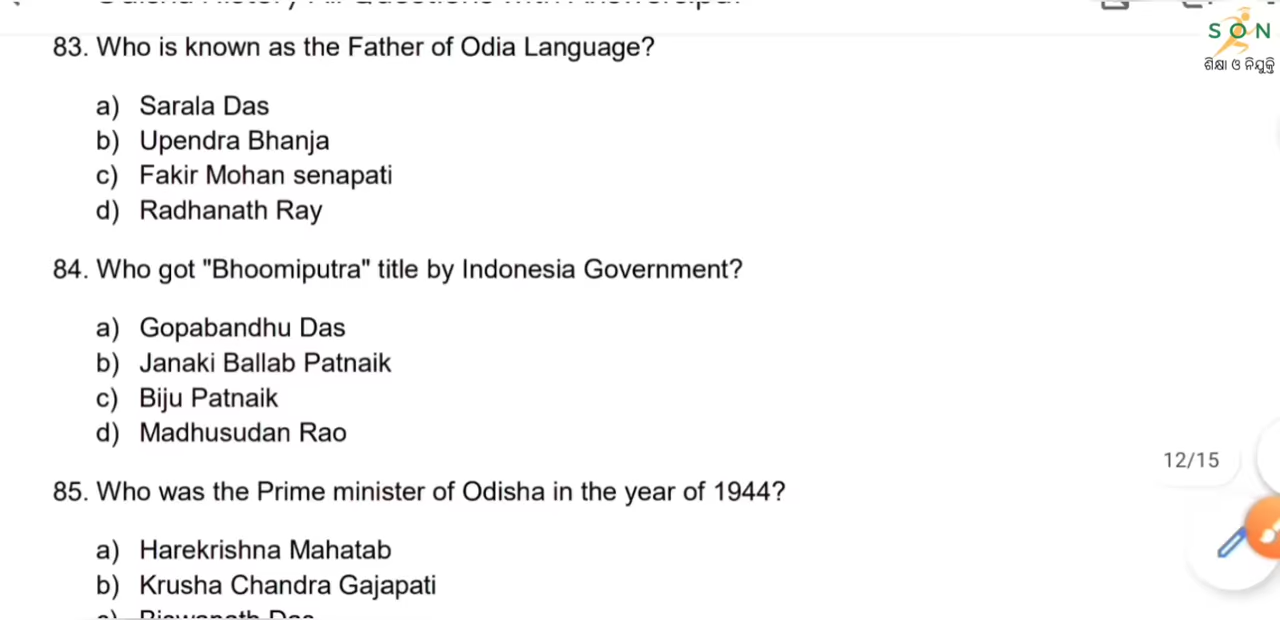 S O N
ଶିକ୍ଷା ଓ ନିଯୁକ୍ତି
83. Who is known as the Father of Odia Language?
a) Sarala Das
b) Upendra Bhanja
c) Fakir Mohan senapati
d) Radhanath Ray
84. Who got "Bhoomiputra" title by Indonesia Government?
a) Gopabandhu Das
b) Janaki Ballab Patnaik
c) Biju Patnaik
d) Madhusudan Rao
12/15
85. Who was the Prime minister of Odisha in the year of 1944?
a) Harekrishna Mahatab
b) Krusha Chandra Gajapati